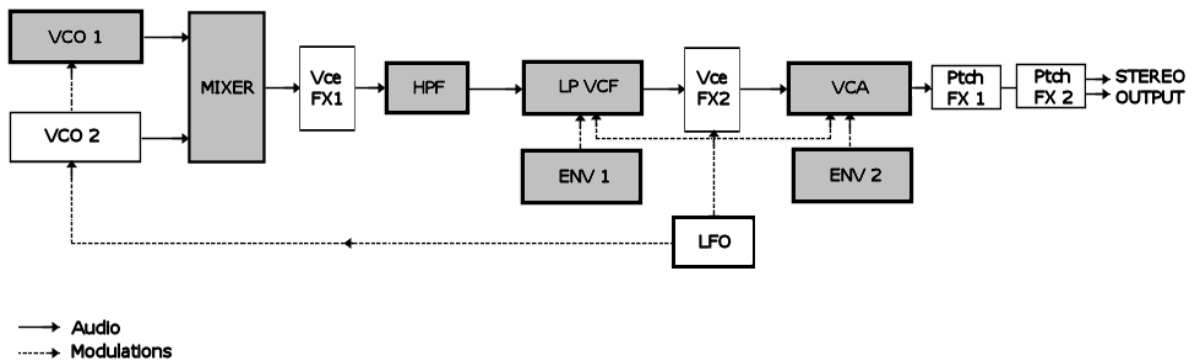 VCO 1
VCO 2
MIXER
Vce
FX1
HPF
LP VCF
Vce
FX2
VCA
Ptch
FX 1
Ptch
FX 2
STEREO
OUTPUT
ENV 1
ENV 2
LFO
Audio
Modulations